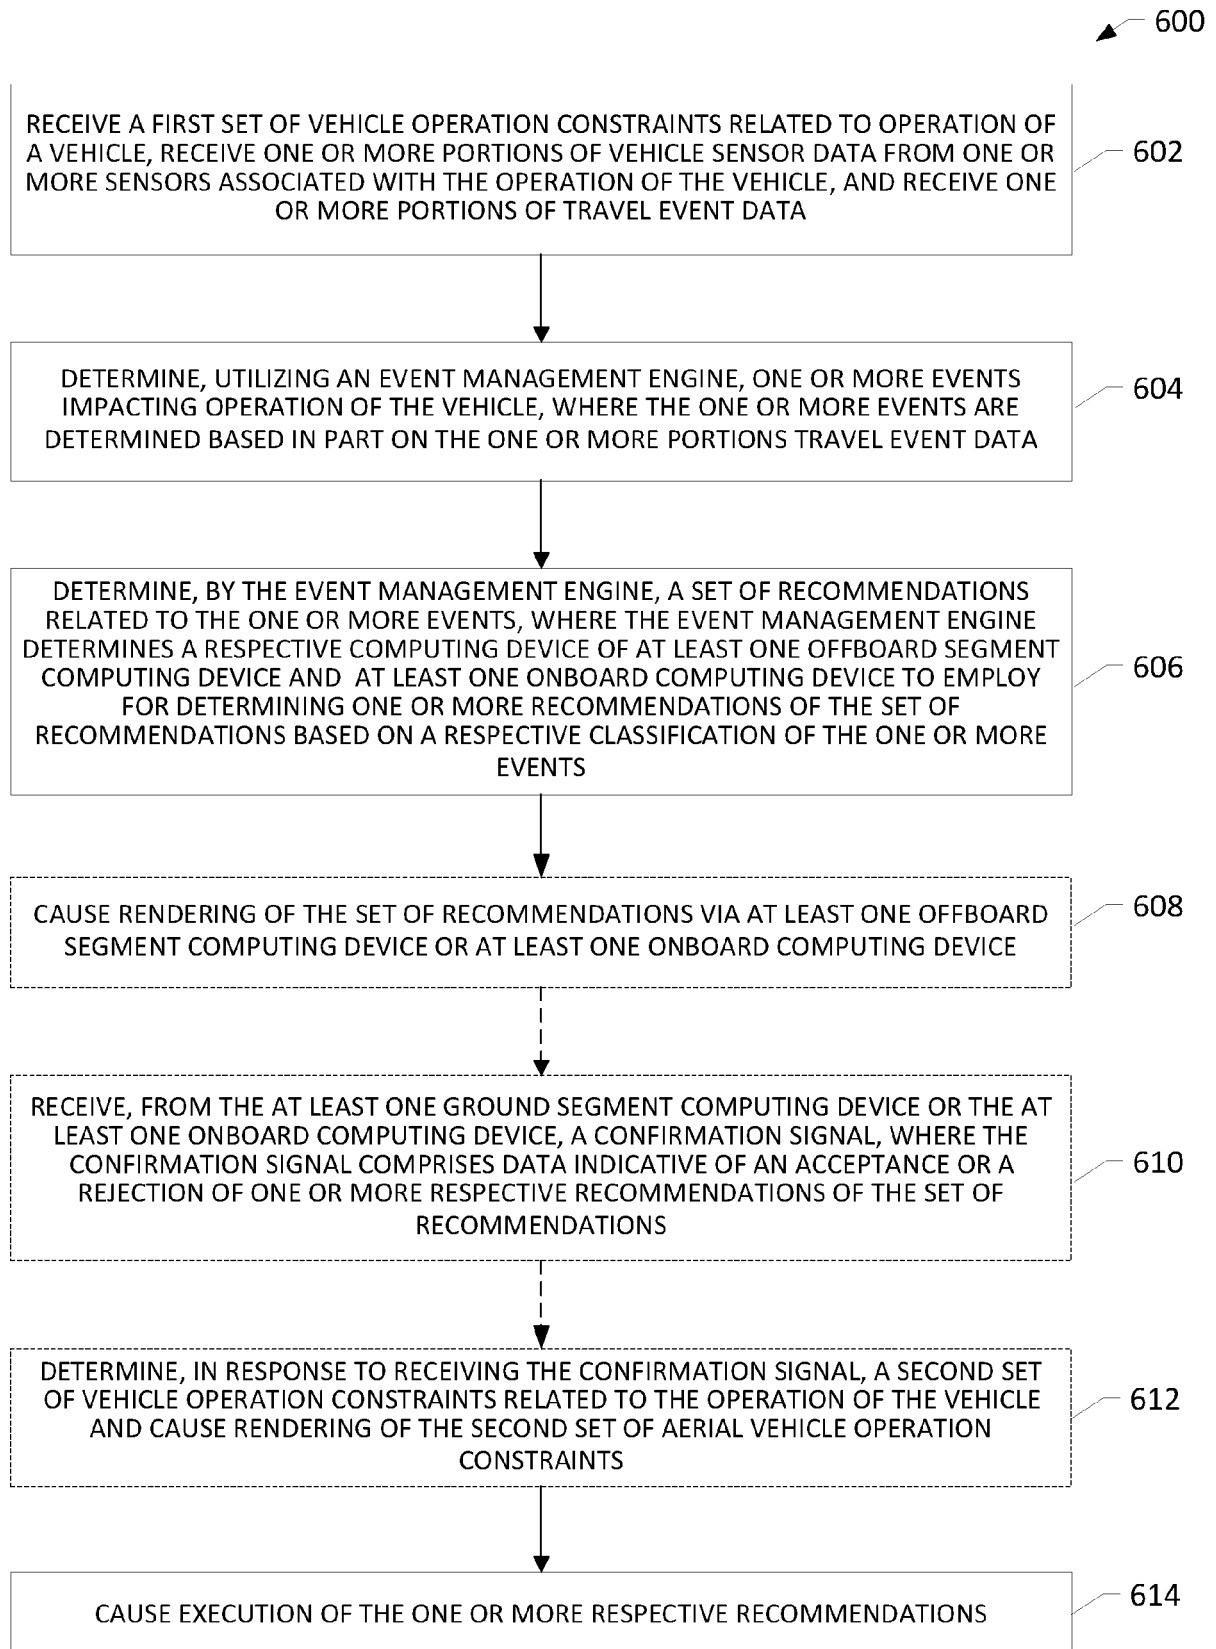 600
RECEIVE A FIRST SET OF VEHICLE OPERATION CONSTRAINTS RELATED TO OPERATION OF
A VEHICLE, RECEIVE ONE OR MORE PORTIONS OF VEHICLE SENSOR DATA FROM ONE OR
MORE SENSORS ASSOCIATED WITH THE OPERATION OF THE VEHICLE, AND RECEIVE ONE
OR MORE PORTIONS OF TRAVEL EVENT DATA
602
DETERMINE, UTILIZING AN EVENT MANAGEMENT ENGINE, ONE OR MORE EVENTS
IMPACTING OPERATION OF THE VEHICLE, WHERE THE ONE OR MORE EVENTS ARE
DETERMINED BASED IN PART ON THE ONE OR MORE PORTIONS TRAVEL EVENT DATA
604
DETERMINE, BY THE EVENT MANAGEMENT ENGINE, A SET OF RECOMMENDATIONS
RELATED TO THE ONE OR MORE EVENTS, WHERE THE EVENT MANAGEMENT ENGINE
DETERMINES A RESPECTIVE COMPUTING DEVICE OF AT LEAST ONE OFFBOARD SEGMENT
COMPUTING DEVICE AND AT LEAST ONE ONBOARD COMPUTING DEVICE TO EMPLOY
FOR DETERMINING ONE OR MORE RECOMMENDATIONS OF THE SET OF
RECOMMENDATIONS BASED ON A RESPECTIVE CLASSIFICATION OF THE ONE OR MORE
EVENTS
606
CAUSE RENDERING OF THE SET OF RECOMMENDATIONS VIA AT LEAST ONE OFFBOARD
SEGMENT COMPUTING DEVICE OR AT LEAST ONE ONBOARD COMPUTING DEVICE
608
RECEIVE, FROM THE AT LEAST ONE GROUND SEGMENT COMPUTING DEVICE OR THE AT
LEAST ONE ONBOARD COMPUTING DEVICE, A CONFIRMATION SIGNAL, WHERE THE
CONFIRMATION SIGNAL COMPRISES DATA INDICATIVE OF AN ACCEPTANCE OR A
REJECTION OF ONE OR MORE RESPECTIVE RECOMMENDATIONS OF THE SET OF
RECOMMENDATIONS
610
DETERMINE, IN RESPONSE TO RECEIVING THE CONFIRMATION SIGNAL, A SECOND SET
OF VEHICLE OPERATION CONSTRAINTS RELATED TO THE OPERATION OF THE VEHICLE
AND CAUSE RENDERING OF THE SECOND SET OF AERIAL VEHICLE OPERATION
CONSTRAINTS
612
CAUSE EXECUTION OF THE ONE OR MORE RESPECTIVE RECOMMENDATIONS
614